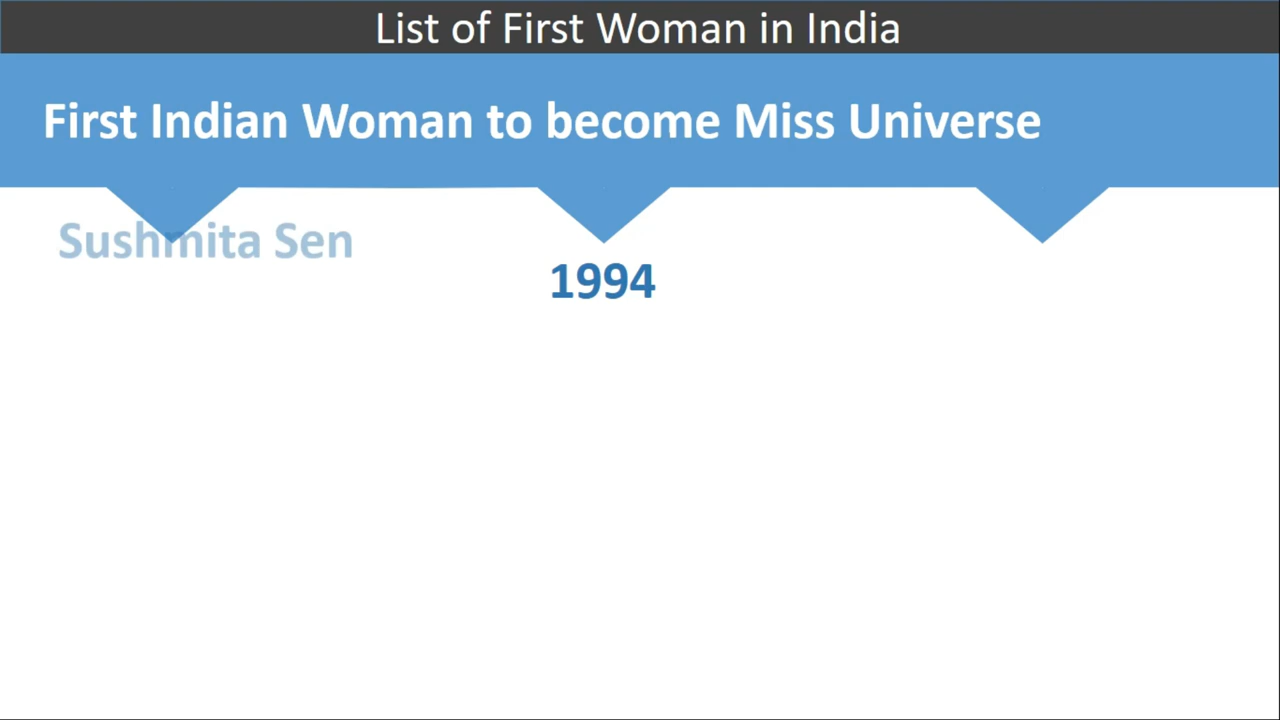 List of First Woman in India
First Indian Woman to become Miss Universe
Sushmita Sen
1994